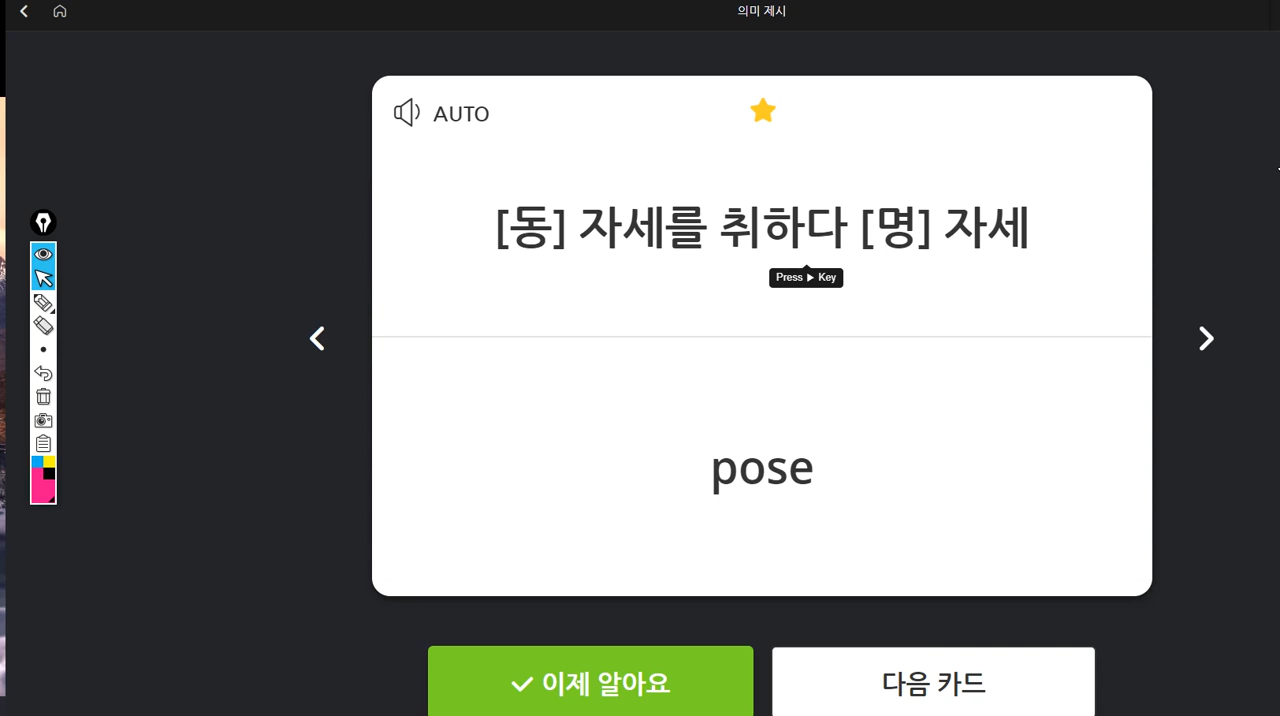 의미 제시
AUTO
[동] 자세를 취하다 [명] 자세
Press ▶ Key
pose
이제 알아요
다음 카드